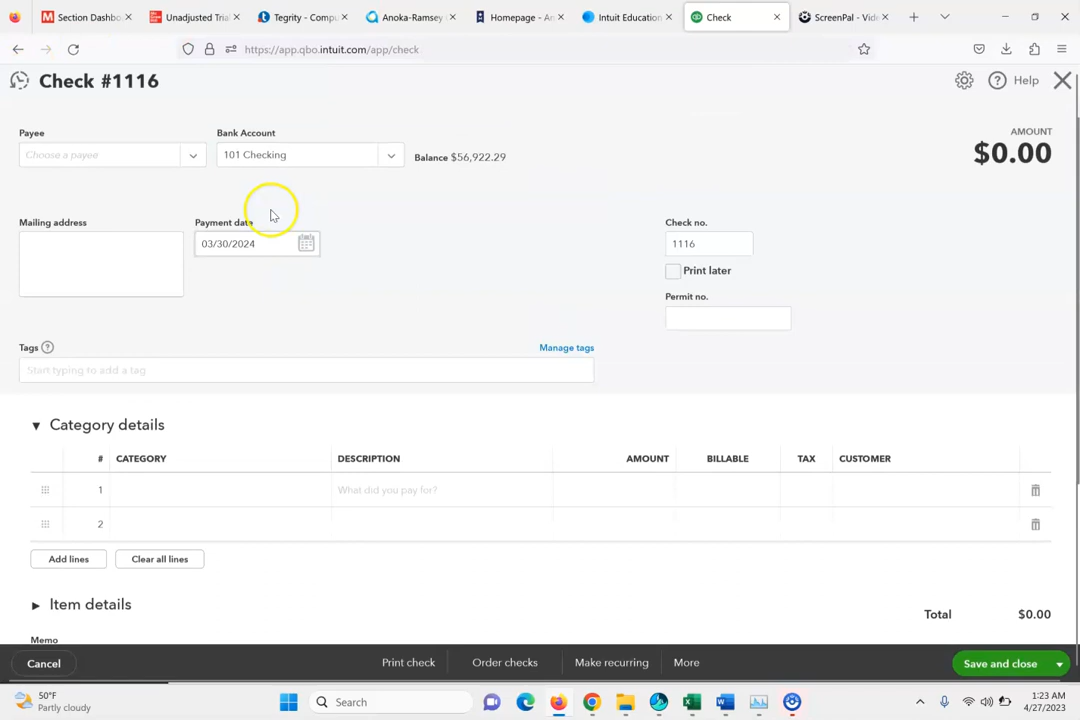 Section Dashbo
Unadjusted Trial
Tegrity - Compu
Anoka-Ramsey
Homepage - An
Intuit Education
Check
ScreenPal - Vide
https://app.qbo.intuit.com/app/check
Check #1116
Help
Payee
Bank Account
AMOUNT
Choose a payee
101 Checking
Balance $56,922.29
$0.00
Mailing address
Payment date
Check no.
03/30/2024
1116
Print later
Permit no.
Tags
Manage tags
Start typing to add a tag
Category details
# CATEGORY DESCRIPTION AMOUNT BILLABLE TAX CUSTOMER
1 What did you pay for?
2
Add lines
Clear all lines
Item details
Total $0.00
Memo
Cancel
Print check
Order checks
Make recurring
More
Save and close
50°F
Partly cloudy
Search
1:23 AM
4/27/2023